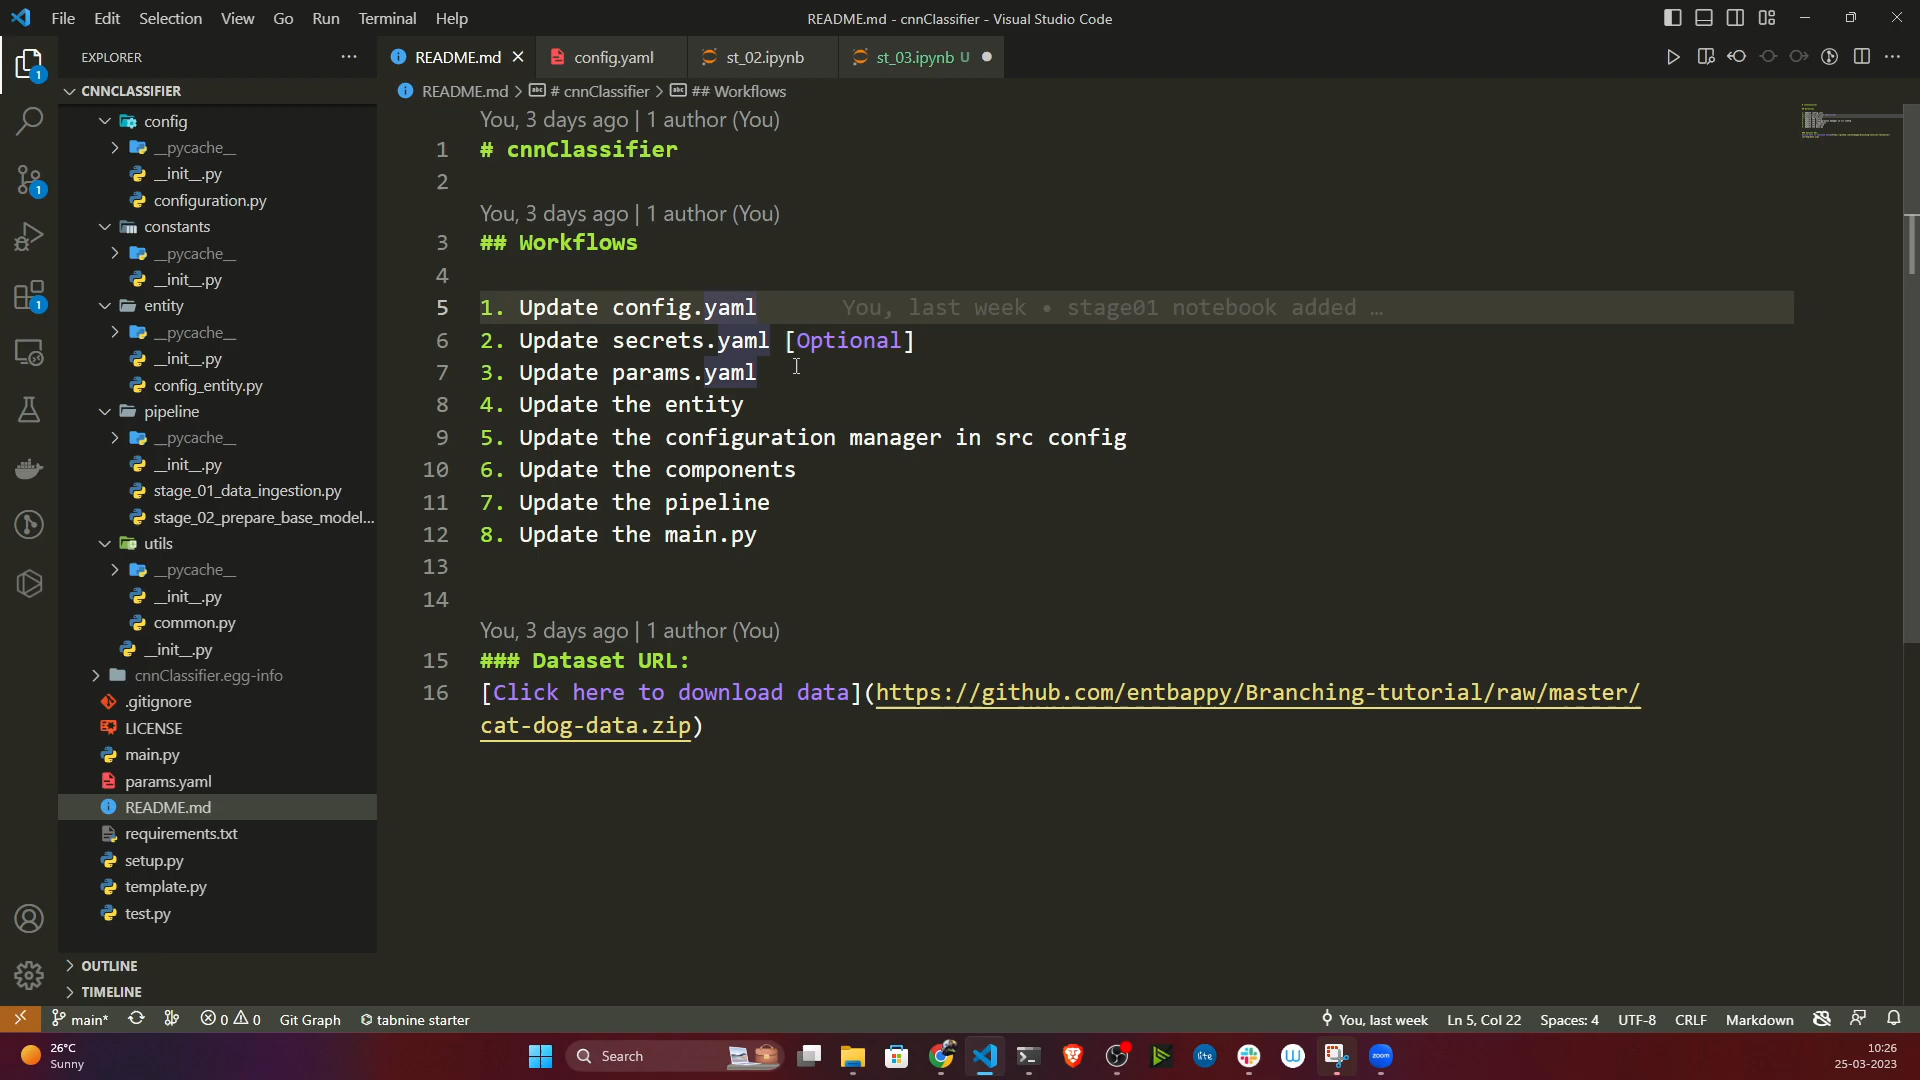 File Edit Selection View Go Run Terminal Help
README.md - cnnClassifier - Visual Studio Code
EXPLORER
CNNCLASSIFIER
config
__pycache__
__init__.py
configuration.py
constants
__pycache__
__init__.py
entity
__pycache__
__init__.py
config_entity.py
pipeline
__pycache__
__init__.py
stage_01_data_ingestion.py
stage_02_prepare_base_model...
utils
__pycache__
__init__.py
common.py
__init__.py
cnnClassifier.egg-info
.gitignore
LICENSE
main.py
params.yaml
README.md
requirements.txt
setup.py
template.py
test.py
OUTLINE
TIMELINE
1
1
1
README.md config.yaml st_02.ipynb st_03.ipynb U
README.md > # cnnClassifier > ## Workflows
You, 3 days ago | 1 author (You)
1 # cnnClassifier
2
You, 3 days ago | 1 author (You)
3 ## Workflows
4
5 1. Update config.yaml You, last week • stage01 notebook added …
6 2. Update secrets.yaml [Optional]
7 3. Update params.yaml
8 4. Update the entity
9 5. Update the configuration manager in src config
10 6. Update the components
11 7. Update the pipeline
12 8. Update the main.py
13
14
You, 3 days ago | 1 author (You)
15 ### Dataset URL:
16 [Click here to download data](https://github.com/entbappy/Branching-tutorial/raw/master/
cat-dog-data.zip)
main* 0 0 Git Graph tabnine starter
You, last week Ln 5, Col 22 Spaces: 4 UTF-8 CRLF Markdown
26°C
Sunny
Search
lite
zoom
10:26
25-03-2023